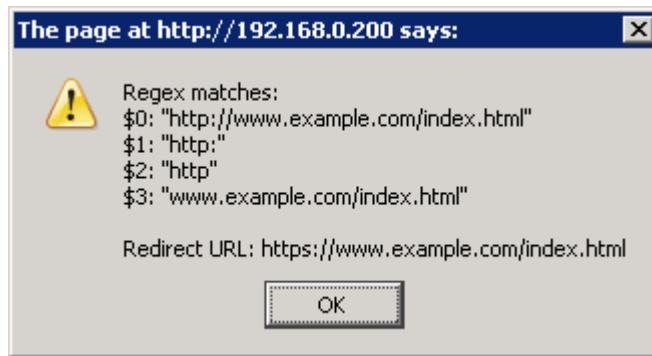 The page at http://192.168.0.200 says:
Regex matches:
$0: "http://www.example.com/index.html"
$1: "http:"
$2: "http"
$3: "www.example.com/index.html"
Redirect URL: https://www.example.com/index.html
OK